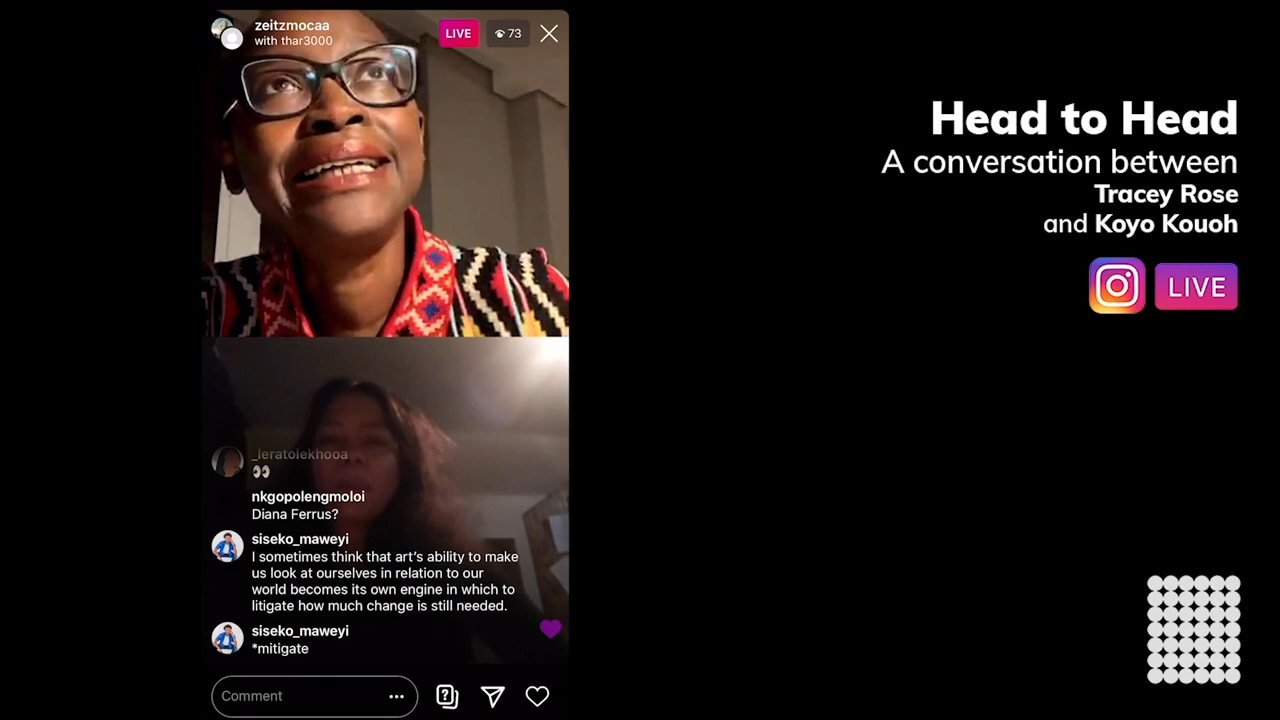 zeitzmocaa
with thar3000
LIVE
73
Head to Head
A conversation between
Tracey Rose
and Koyo Kouoh
LIVE
_leratolekhooa
👀
nkgopolengmoloi
Diana Ferrus?
siseko_maweyi
I sometimes think that art’s ability to make
us look at ourselves in relation to our
world becomes its own engine in which to
litigate how much change is still needed.
siseko_maweyi
*mitigate
Comment